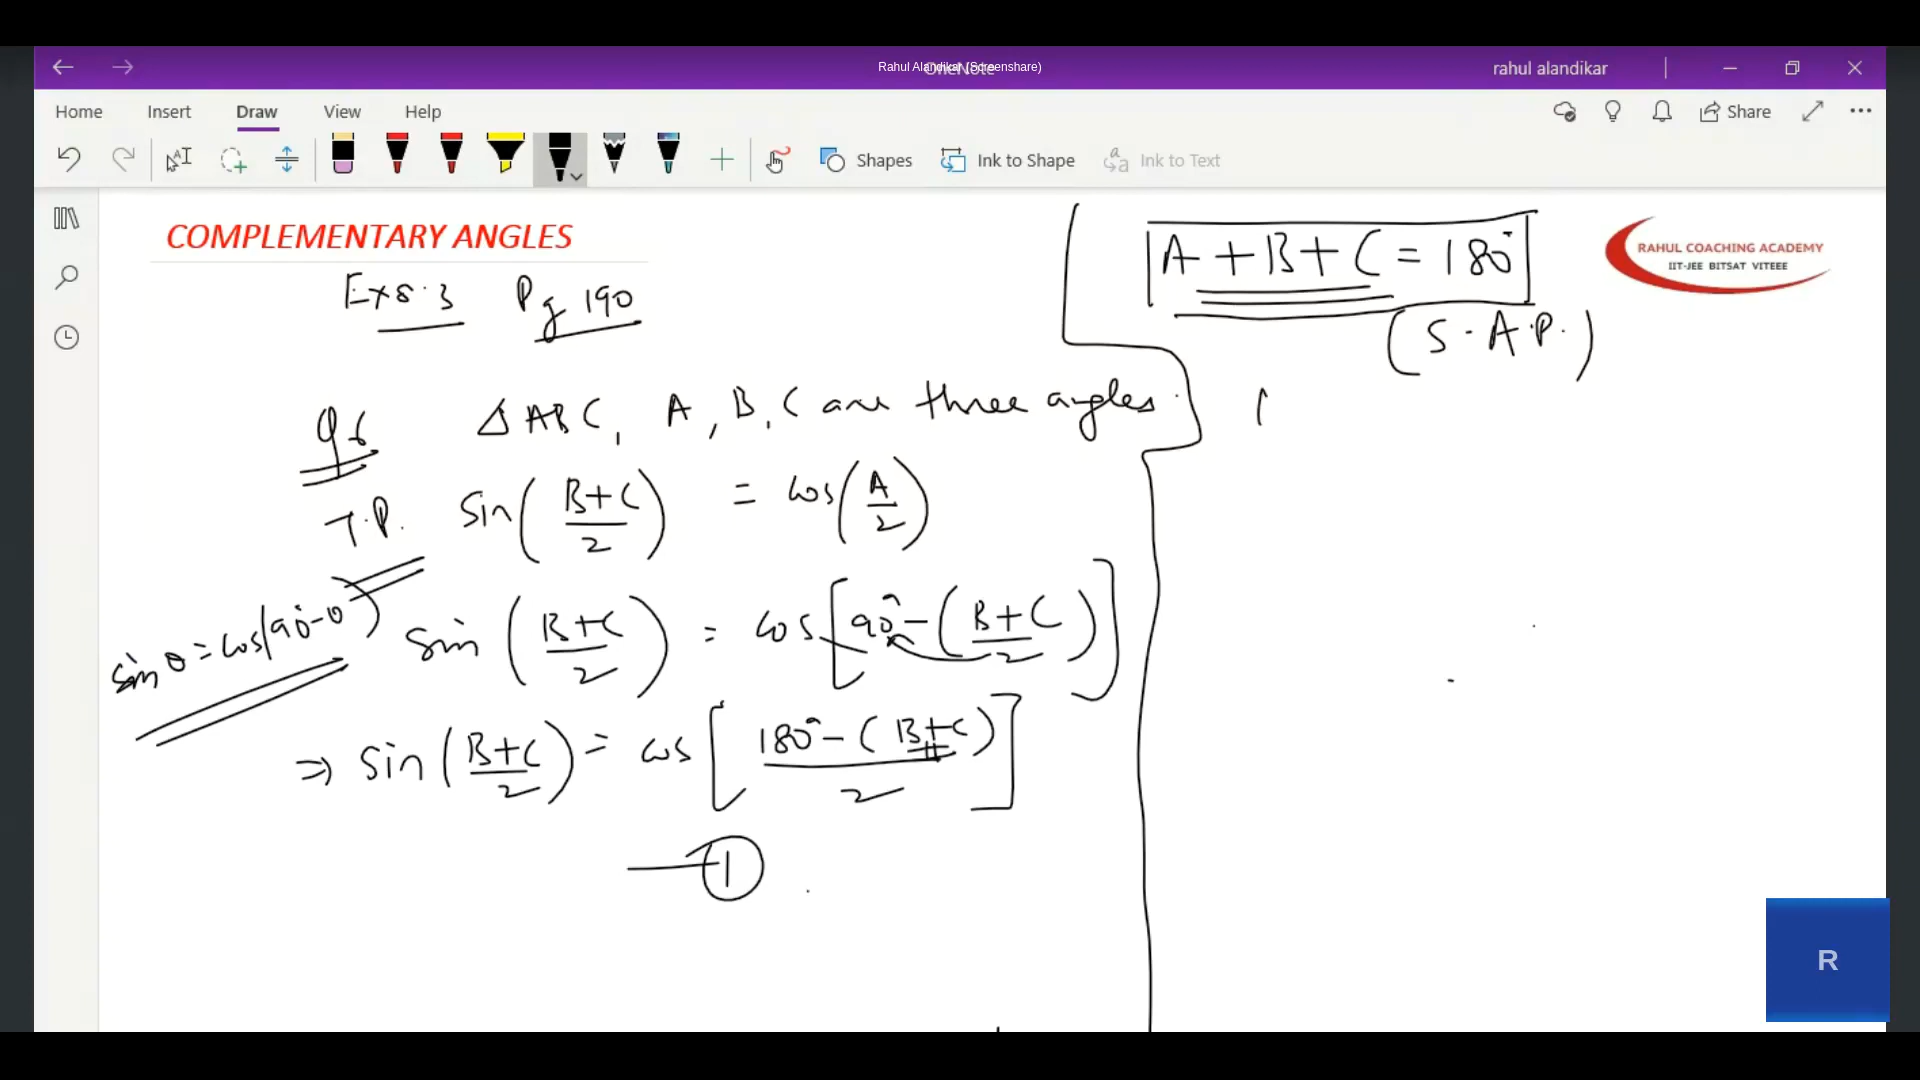 Rahul Alandikar (Screenshare)
OneNote
rahul alandikar
Home Insert Draw View Help
Share
Shapes Ink to Shape Ink to Text
COMPLEMENTARY ANGLES
Ex 8.3 Pg 190
A + B + C = 180°
(S.A.P.)
RAHUL COACHING ACADEMY
IIT-JEE BITSAT VITEEE
Q6 △ABC, A, B, C are three angles.
T.P. sin((B+C)/2) = cos(A/2)
sin θ = cos(90°-θ)
sin((B+C)/2) = cos[90° - (B+C)/2]
⇒ sin((B+C)/2) = cos[(180° - (B+C))/2]
— 1
R